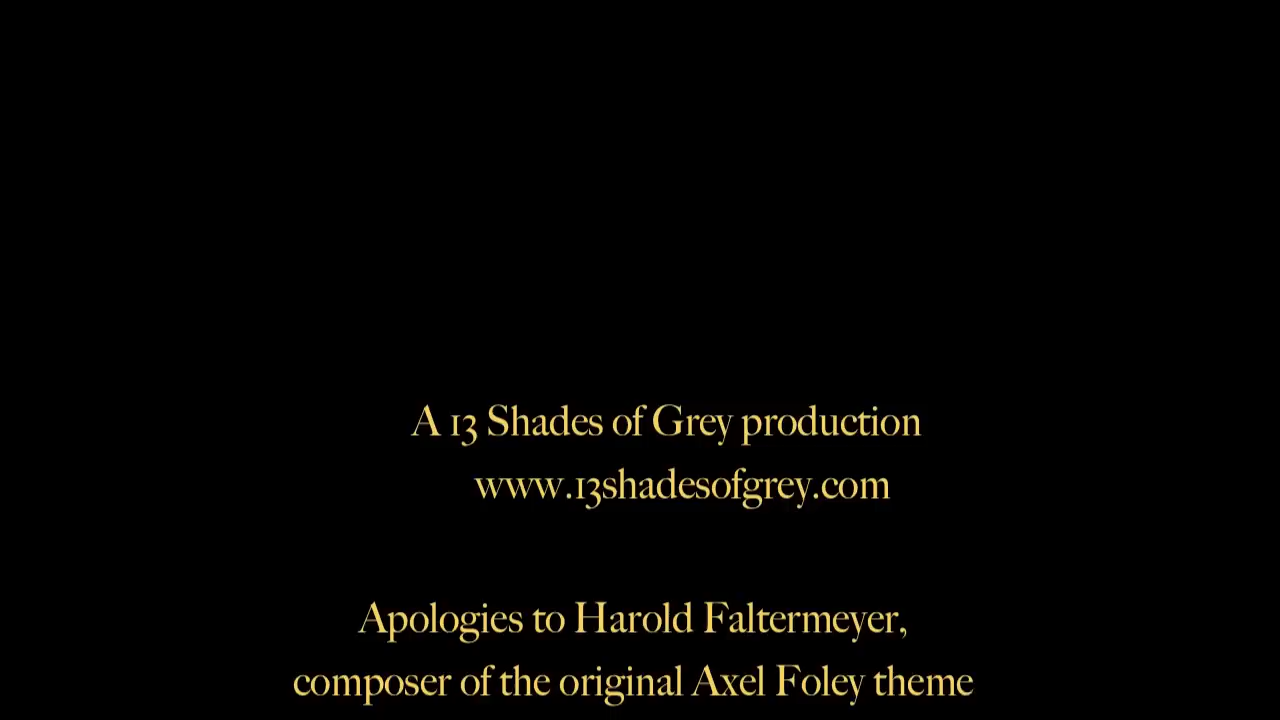 A 13 Shades of Grey production
www.13shadesofgrey.com
Apologies to Harold Faltermeyer,
composer of the original Axel Foley theme